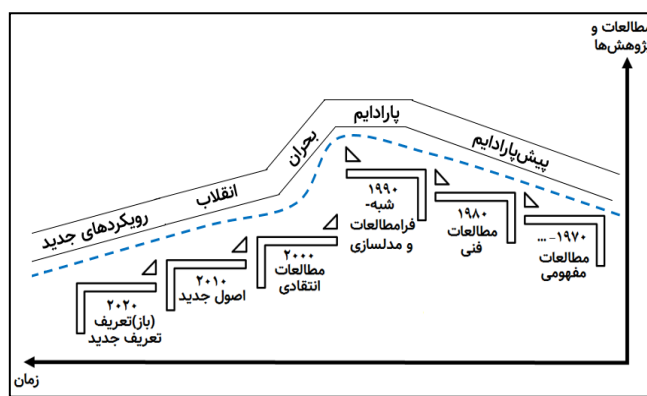 مطالعات و
پژوهش‌ها
پیش‌پارادایم
پارادایم
بحران
انقلاب
رویکردهای جدید
... -۱۹۷۰
مطالعات
مفهومی
۱۹۸۰
مطالعات
فنی
۱۹۹۰
شبه-
فرامطالعات
و مدلسازی
۲۰۰۰
مطالعات
انتقادی
۲۰۱۰
اصول جدید
۲۰۲۰
(باز)تعریف
تعریف جدید
زمان